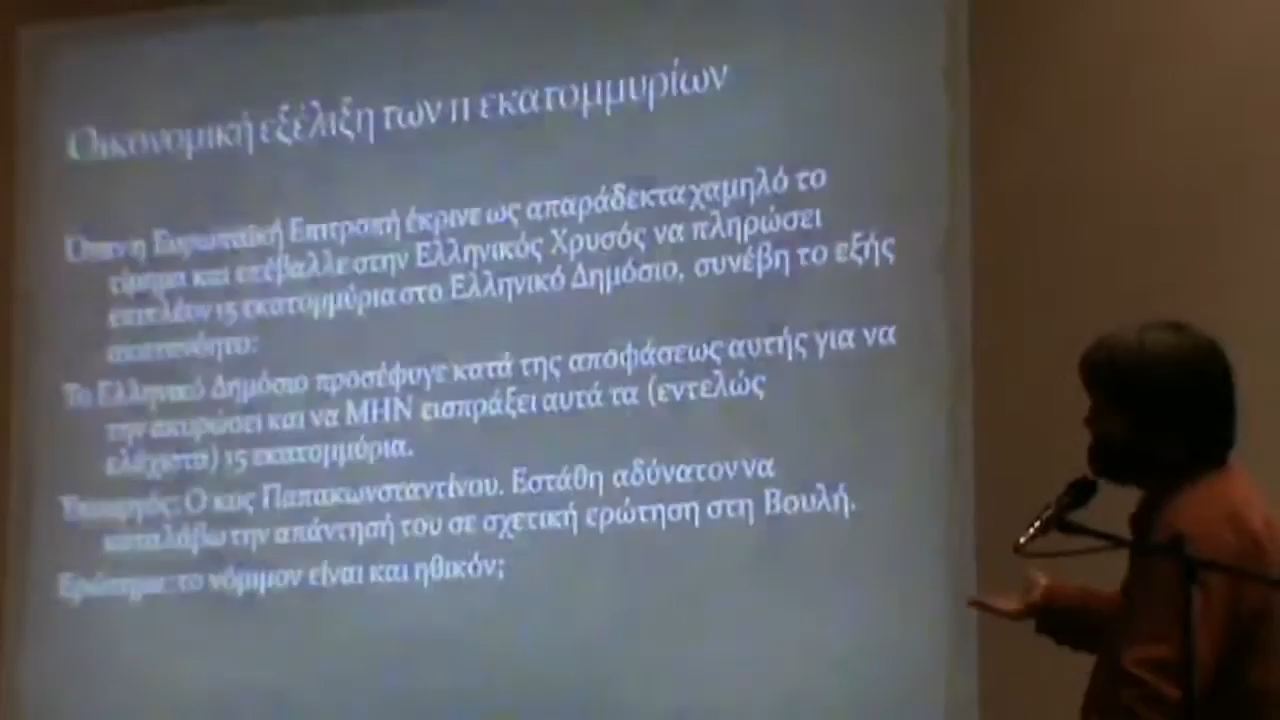 Οικονομική εξέλιξη των 11 εκατομμυρίων
Όταν η Ευρωπαϊκή Επιτροπή έκρινε ως απαράδεκτα χαμηλό το
τίμημα και επέβαλλε στην Ελληνικός Χρυσός να πληρώσει
επιπλέον 15 εκατομμύρια στο Ελληνικό Δημόσιο, συνέβη το εξής
ακατανόητο:
Το Ελληνικό Δημόσιο προσέφυγε κατά της αποφάσεως αυτής για να
την ακυρώσει και να ΜΗΝ εισπράξει αυτά τα (εντελώς
ελάχιστα) 15 εκατομμύρια.
Υπουργός: Ο κος Παπακωνσταντίνου. Εστάθη αδύνατον να
καταλάβω την απάντησή του σε σχετική ερώτηση στη Βουλή.
Ερώτημα: το νόμιμον είναι και ηθικόν;